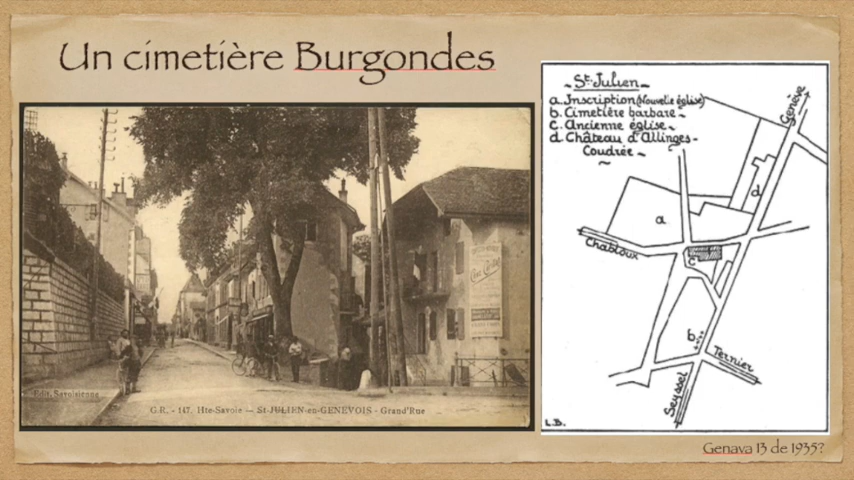 Un cimetière Burgondes
St-Julien
a. Inscription (Nouvelle église)
b. Cimetière barbare
c. Ancienne église
d. Château d'Allinges-
Coudrée
Genève
d
a
Chabloux
c
b
Ternier
Seyssel
L.B.
Edit. Savoisienne
G.R. - 147. Hte-Savoie — St-JULIEN-en-GENEVOIS - Grand'Rue
Genava 13 de 1935?